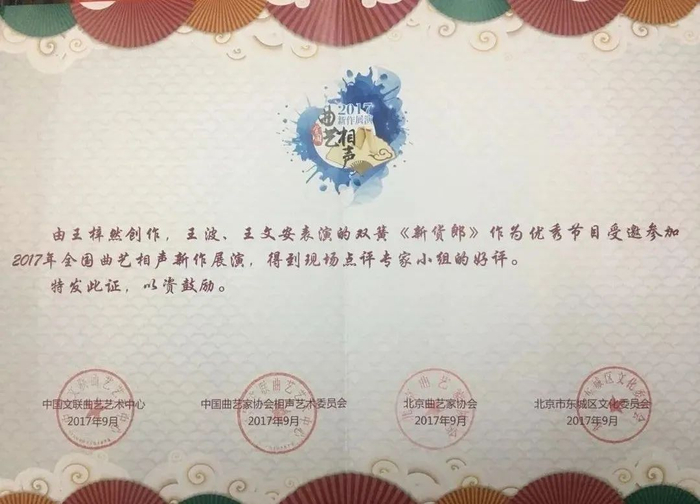 2017
新作展演
曲艺相声
全国
由王梓然创作，王波、王文安表演的双簧《新货郎》作为优秀节目受邀参加
2017年全国曲艺相声新作展演，得到现场点评专家小组的好评。
特发此证，以资鼓励。
中国文联曲艺艺术中心
2017年9月
中国曲艺家协会相声艺术委员会
2017年9月
北京曲艺家协会
2017年9月
北京市东城区文化委员会
2017年9月